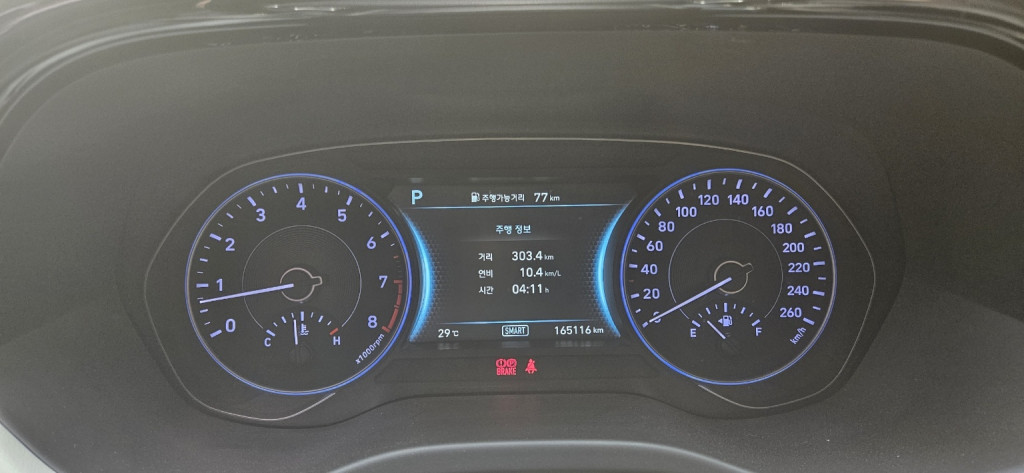 P 주행가능거리 77 km
주행 정보
거리 303.4 km
연비 10.4 km/L
시간 04:11 h
29 ℃ SMART 165116 km
BRAKE
0 1 2 3 4 5 6 7 8
x1000rpm
C H
0 20 40 60 80 100 120 140 160 180 200 220 240 260
km/h
E F